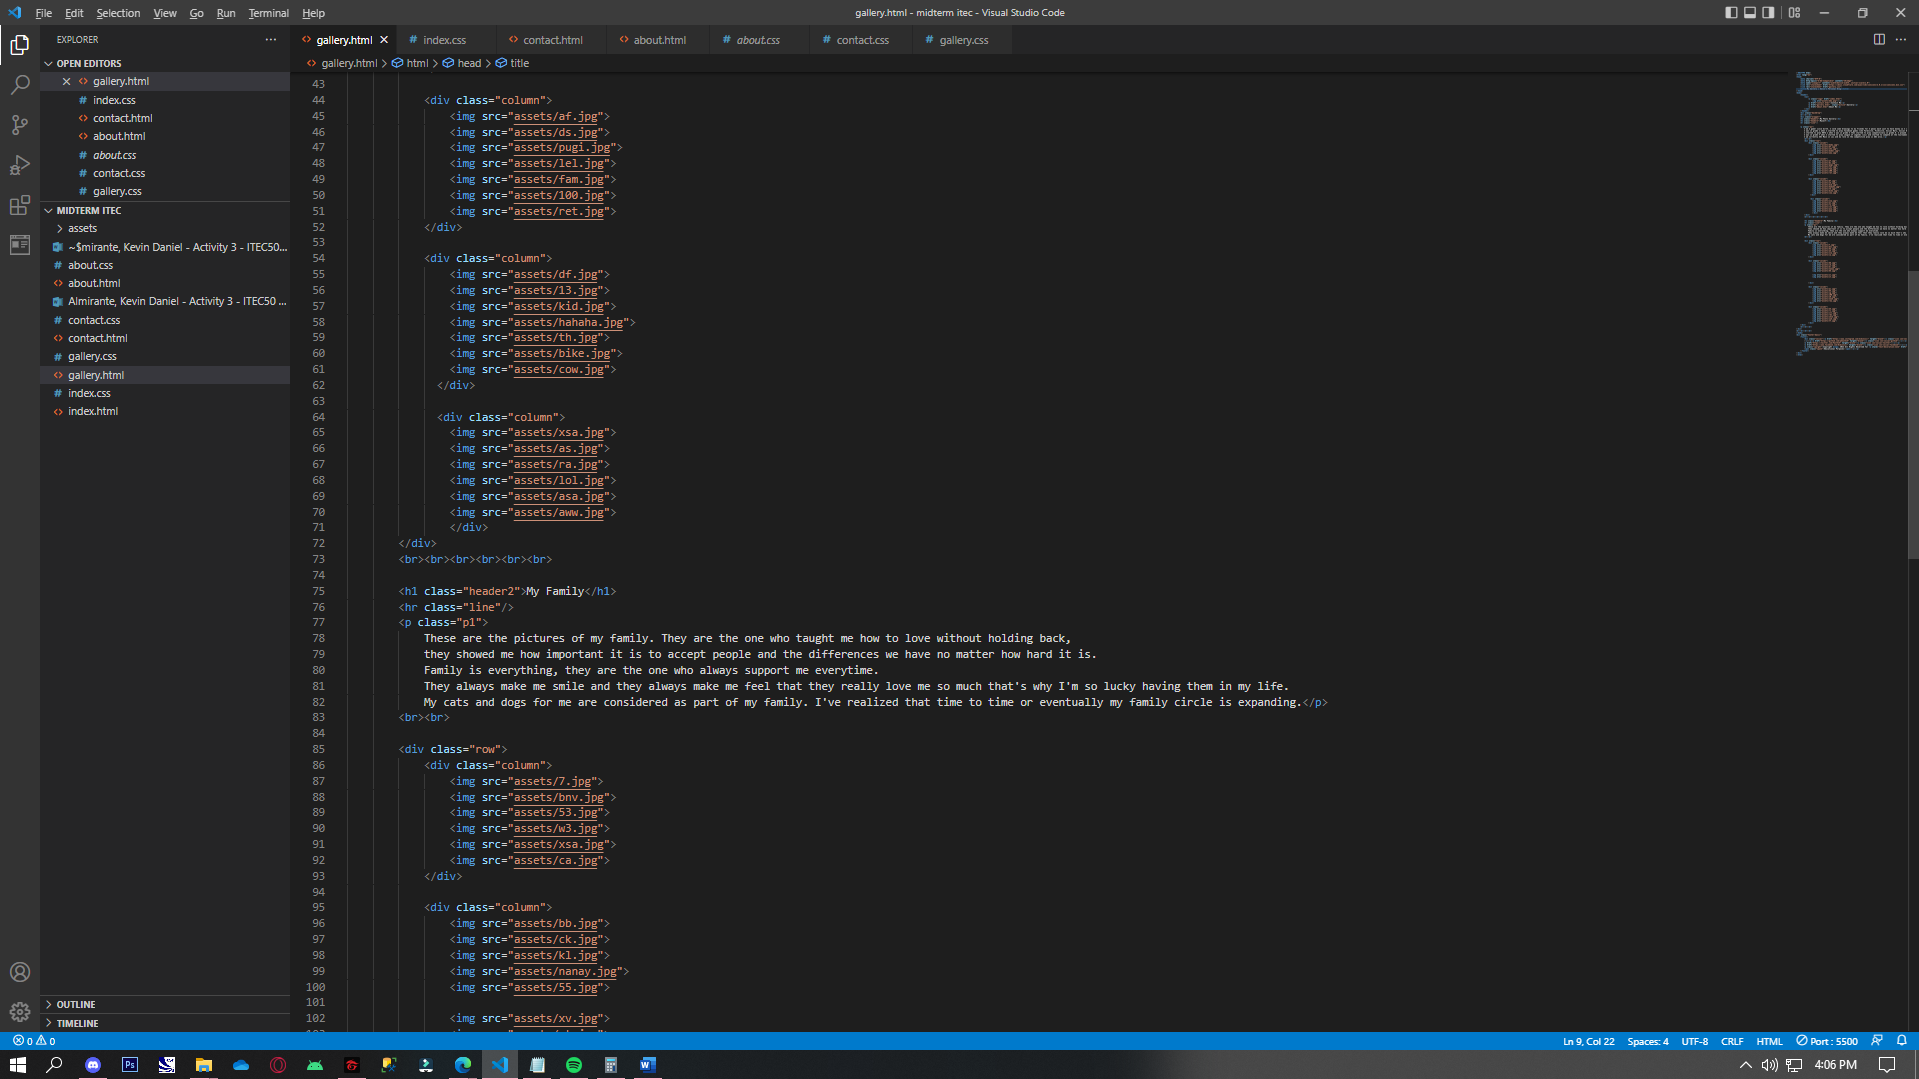 File Edit Selection View Go Run Terminal Help
gallery.html - midterm itec - Visual Studio Code
EXPLORER
gallery.html
index.css
contact.html
about.html
about.css
contact.css
gallery.css
gallery.html > html > head > title
OPEN EDITORS
gallery.html
index.css
contact.html
about.html
about.css
contact.css
gallery.css
MIDTERM ITEC
assets
~$mirante, Kevin Daniel - Activity 3 - ITEC50...
about.css
about.html
Almirante, Kevin Daniel - Activity 3 - ITEC50 ...
contact.css
contact.html
gallery.css
gallery.html
index.css
index.html
OUTLINE
TIMELINE
43
44 <div class="column">
45 <img src="assets/af.jpg">
46 <img src="assets/ds.jpg">
47 <img src="assets/pugi.jpg">
48 <img src="assets/lel.jpg">
49 <img src="assets/fam.jpg">
50 <img src="assets/100.jpg">
51 <img src="assets/ret.jpg">
52 </div>
53
54 <div class="column">
55 <img src="assets/df.jpg">
56 <img src="assets/13.jpg">
57 <img src="assets/kid.jpg">
58 <img src="assets/hahaha.jpg">
59 <img src="assets/th.jpg">
60 <img src="assets/bike.jpg">
61 <img src="assets/cow.jpg">
62 </div>
63
64 <div class="column">
65 <img src="assets/xsa.jpg">
66 <img src="assets/as.jpg">
67 <img src="assets/ra.jpg">
68 <img src="assets/lol.jpg">
69 <img src="assets/asa.jpg">
70 <img src="assets/aww.jpg">
71 </div>
72 </div>
73 <br><br><br><br><br><br>
74
75 <h1 class="header2">My Family</h1>
76 <hr class="line"/>
77 <p class="p1">
78 These are the pictures of my family. They are the one who taught me how to love without holding back,
79 they showed me how important it is to accept people and the differences we have no matter how hard it is.
80 Family is everything, they are the one who always support me everytime.
81 They always make me smile and they always make me feel that they really love me so much that's why I'm so lucky having them in my life.
82 My cats and dogs for me are considered as part of my family. I've realized that time to time or eventually my family circle is expanding.</p>
83 <br><br>
84
85 <div class="row">
86 <div class="column">
87 <img src="assets/7.jpg">
88 <img src="assets/bnv.jpg">
89 <img src="assets/53.jpg">
90 <img src="assets/w3.jpg">
91 <img src="assets/xsa.jpg">
92 <img src="assets/ca.jpg">
93 </div>
94
95 <div class="column">
96 <img src="assets/bb.jpg">
97 <img src="assets/ck.jpg">
98 <img src="assets/kl.jpg">
99 <img src="assets/nanay.jpg">
100 <img src="assets/55.jpg">
101
102 <img src="assets/xv.jpg">
0 0
Ln 9, Col 22 Spaces: 4 UTF-8 CRLF HTML Port : 5500
Ps
4:06 PM